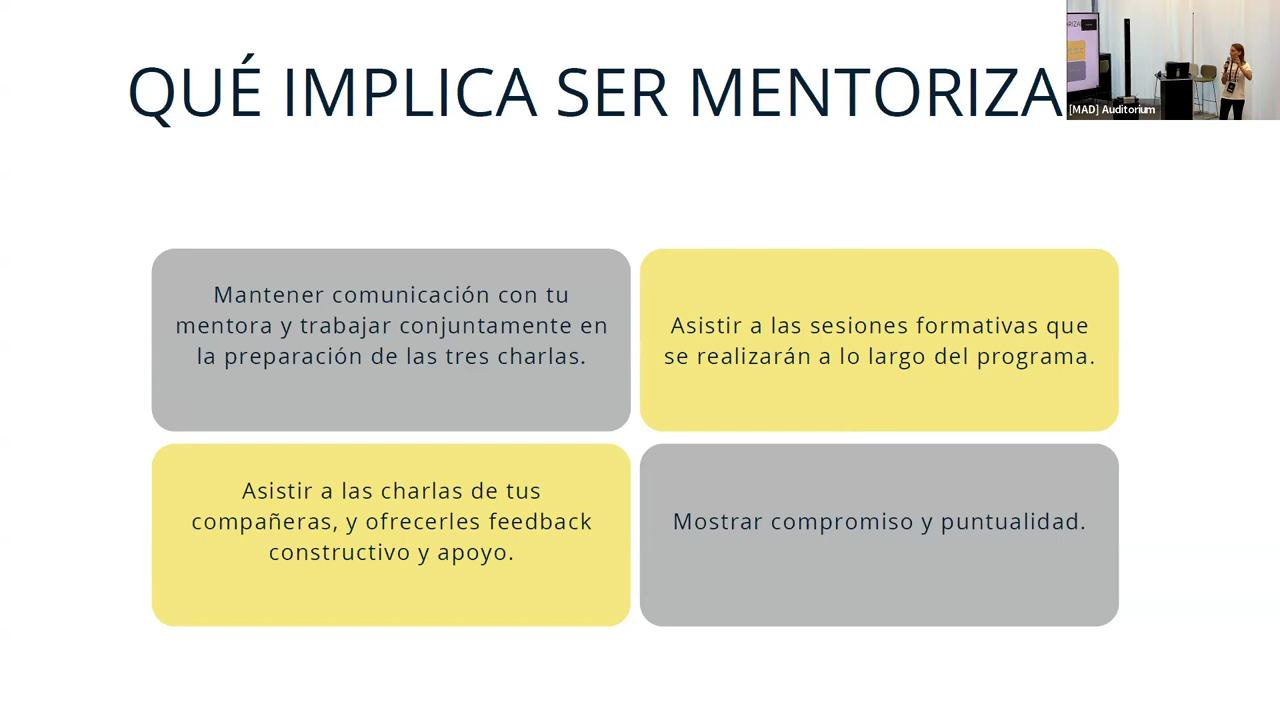 QUÉ IMPLICA SER MENTORIZA
[MAD] Auditorium
Mantener comunicación con tu
mentora y trabajar conjuntamente en
la preparación de las tres charlas.
Asistir a las sesiones formativas que
se realizarán a lo largo del programa.
Asistir a las charlas de tus
compañeras, y ofrecerles feedback
constructivo y apoyo.
Mostrar compromiso y puntualidad.